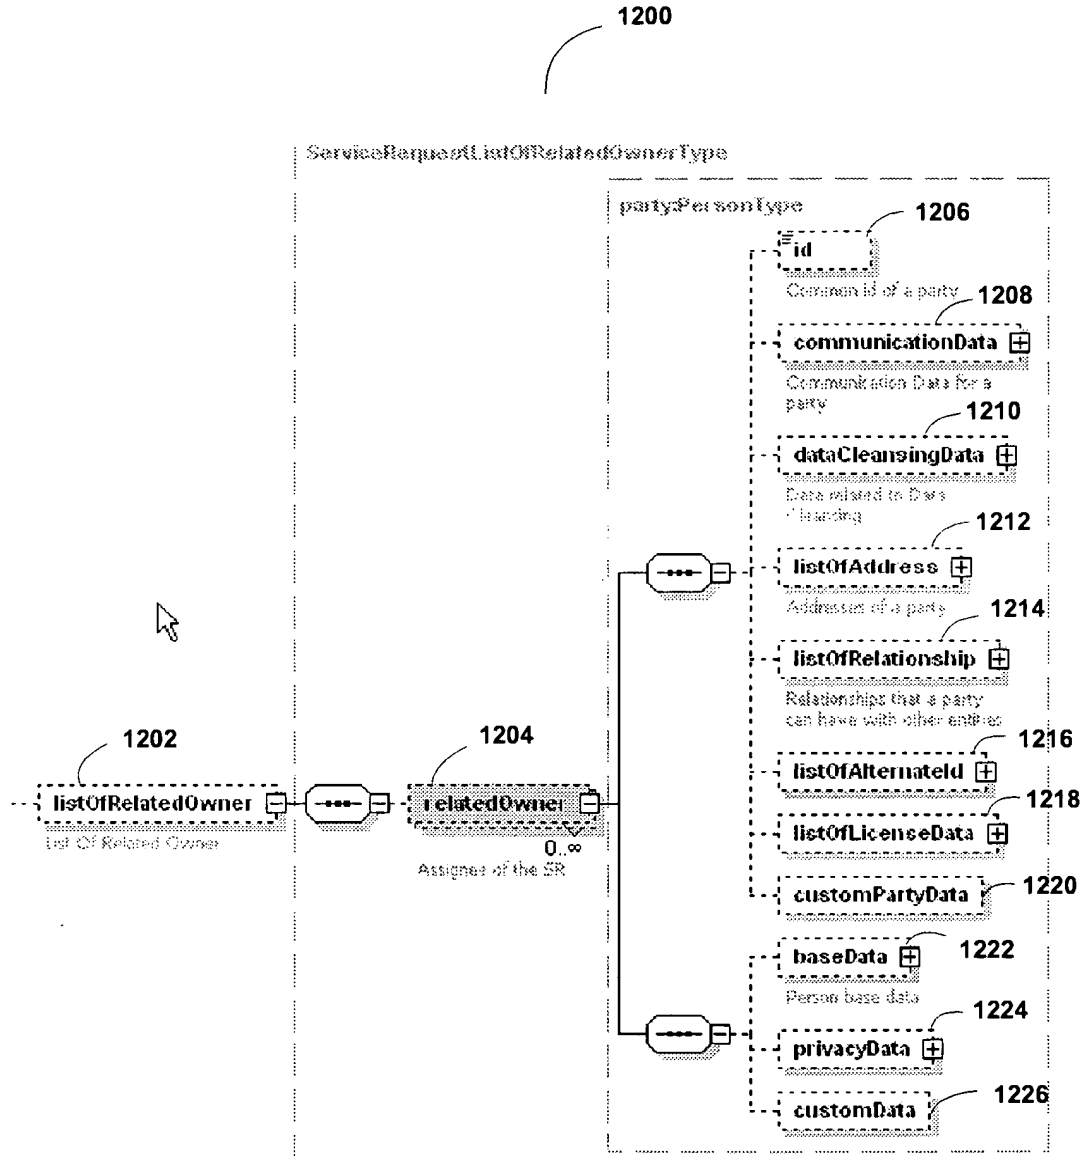 1200
ServiceRequestListOfRelatedOwnerType
party:PersonType
1206
id
Common id of a party
1208
communicationData
Communication Data for a
party
1210
dataCleansingData
Data related to Data
Cleansing
1212
listOfAddress
Addresses of a party
1214
listOfRelationship
Relationships that a party
can have with other entities
1202
listOfRelatedOwner
List Of Related Owner
1204
relatedOwner
0..∞
Assignee of the SR
1216
listOfAlternateId
1218
listOfLicenseData
1220
customPartyData
1222
baseData
Person base data
1224
privacyData
1226
customData